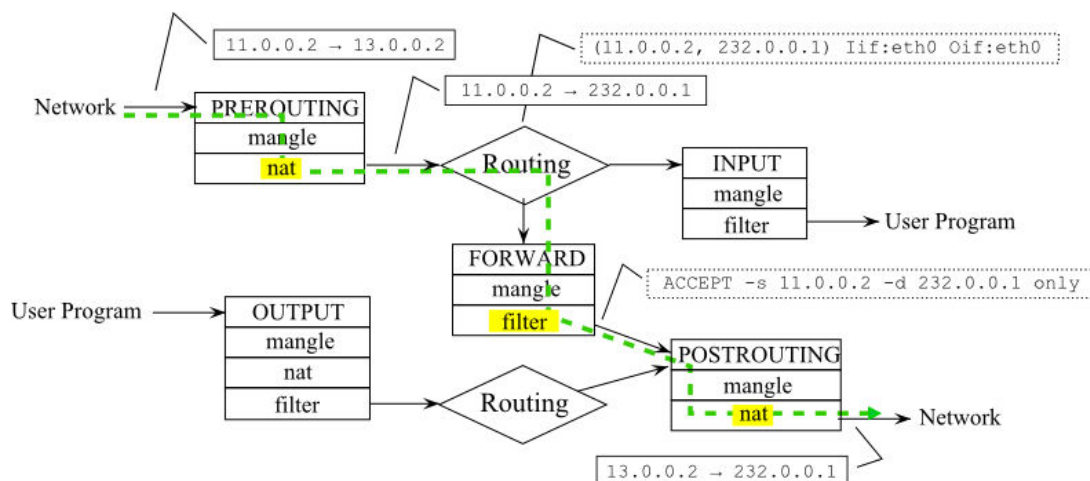 11.0.0.2 → 13.0.0.2
(11.0.0.2, 232.0.0.1) Iif:eth0 Oif:eth0
11.0.0.2 → 232.0.0.1
Network
PREROUTING
mangle
nat
Routing
INPUT
mangle
filter
User Program
FORWARD
mangle
filter
ACCEPT -s 11.0.0.2 -d 232.0.0.1 only
User Program
OUTPUT
mangle
nat
filter
Routing
POSTROUTING
mangle
nat
Network
13.0.0.2 → 232.0.0.1